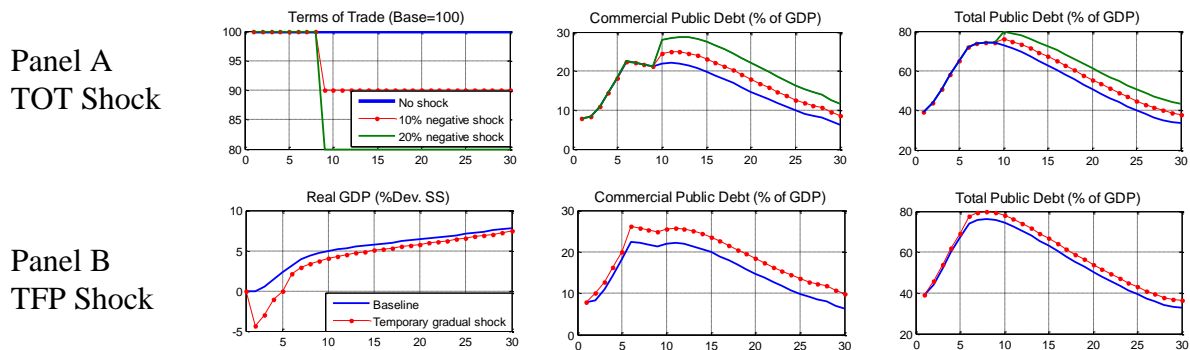 Panel A
TOT Shock
Terms of Trade (Base=100)
100
95
90
85
80
0 5 10 15 20 25 30
No shock
10% negative shock
20% negative shock
Commercial Public Debt (% of GDP)
30
20
10
0
0 5 10 15 20 25 30
Total Public Debt (% of GDP)
80
60
40
20
0 5 10 15 20 25 30
Panel B
TFP Shock
Real GDP (%Dev. SS)
10
5
0
-5
5 10 15 20 25 30
Baseline
Temporary gradual shock
Commercial Public Debt (% of GDP)
30
20
10
0
0 5 10 15 20 25 30
Total Public Debt (% of GDP)
80
60
40
20
0 5 10 15 20 25 30